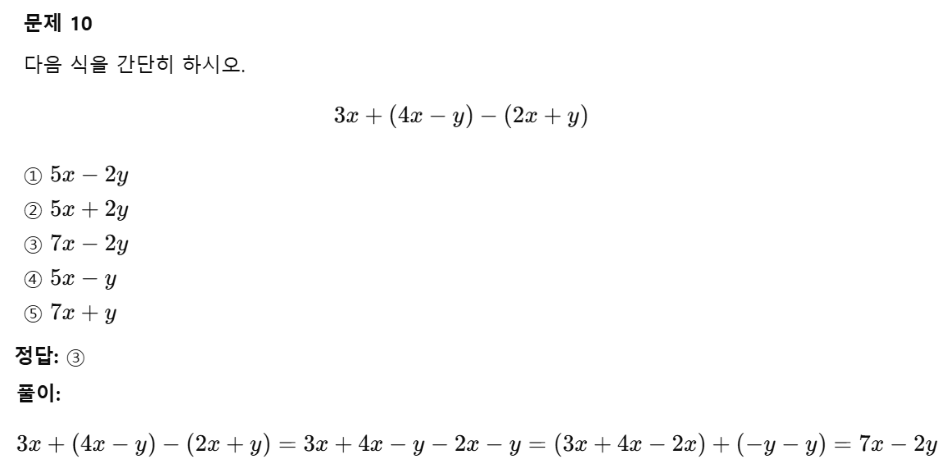 문제 10
다음 식을 간단히 하시오.
3x + (4x − y) − (2x + y)
① 5x − 2y
② 5x + 2y
③ 7x − 2y
④ 5x − y
⑤ 7x + y
정답: ③
풀이:
3x + (4x − y) − (2x + y) = 3x + 4x − y − 2x − y = (3x + 4x − 2x) + (−y − y) = 7x − 2y